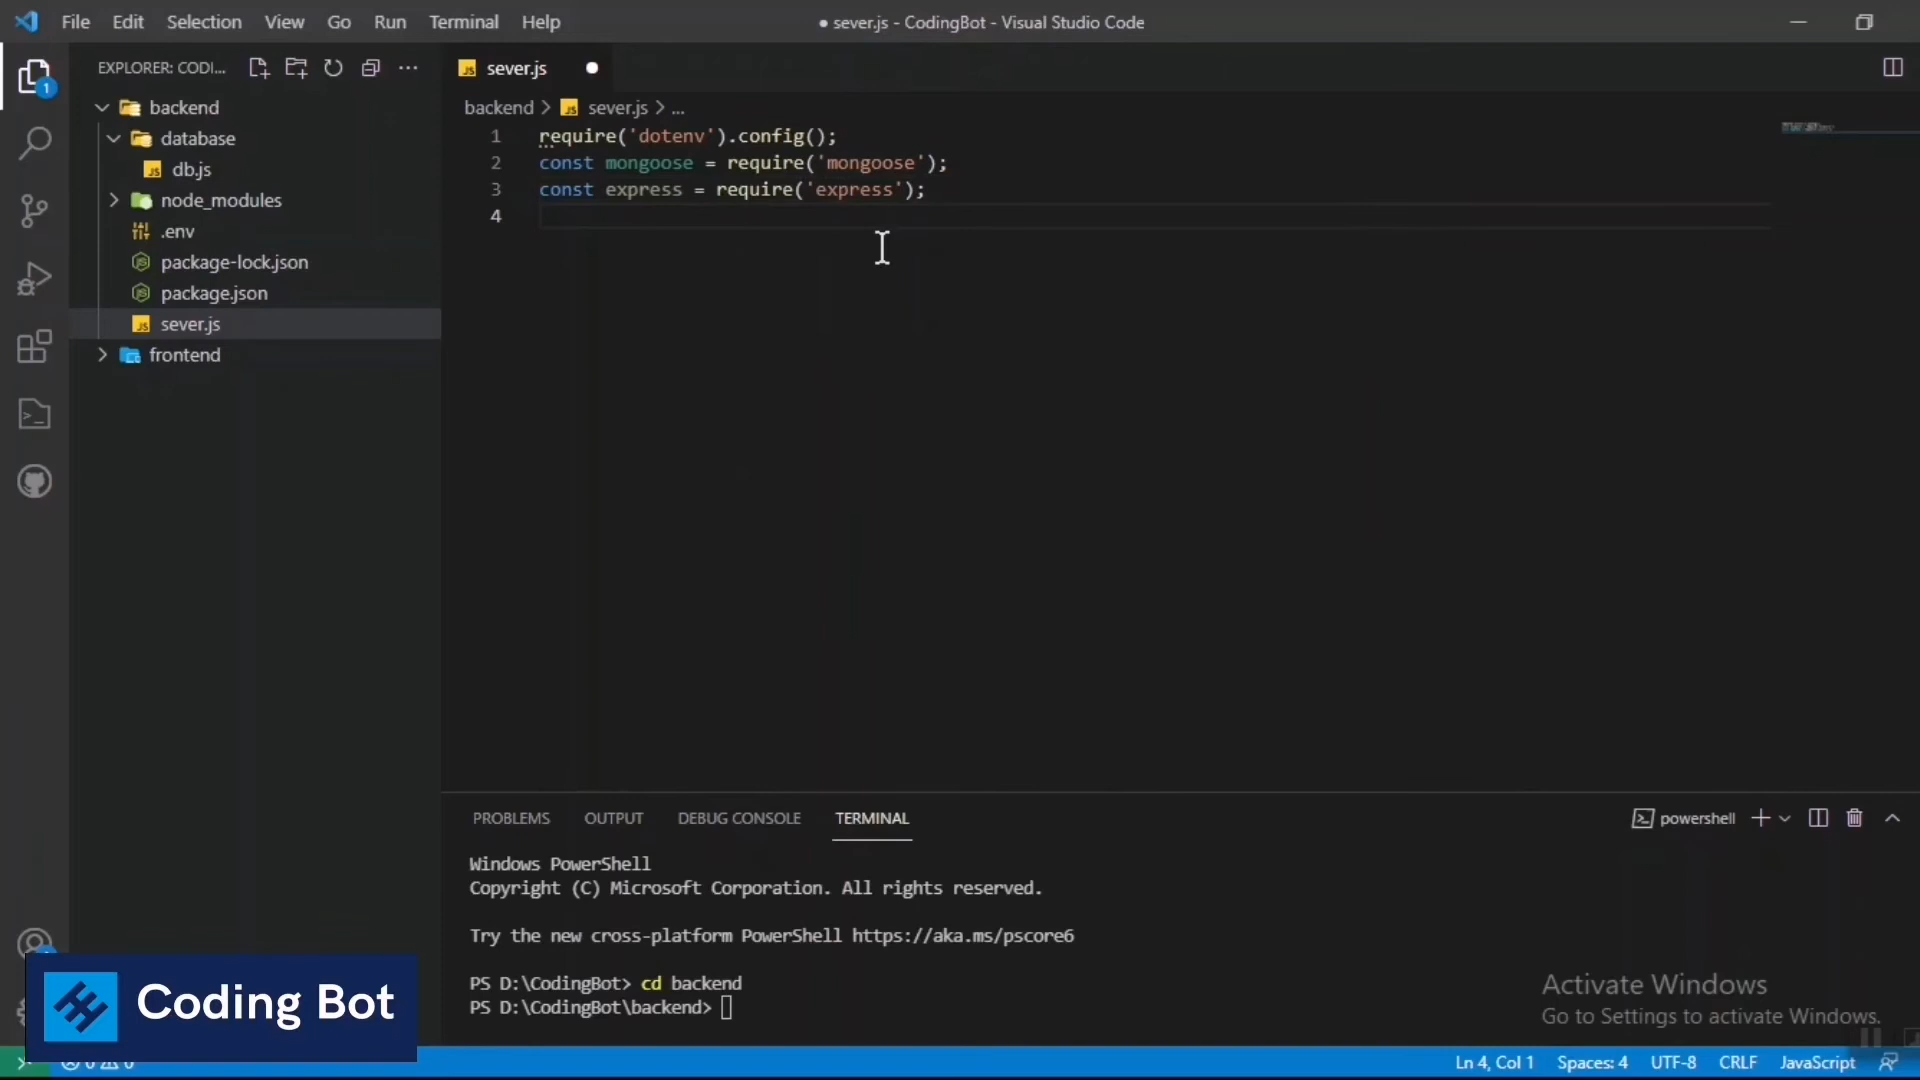 File Edit Selection View Go Run Terminal Help
● sever.js - CodingBot - Visual Studio Code
EXPLORER: CODI...
1
backend
database
db.js
node_modules
.env
package-lock.json
package.json
sever.js
frontend
sever.js
backend > sever.js > ...
1 require('dotenv').config();
2 const mongoose = require('mongoose');
3 const express = require('express');
4
PROBLEMS OUTPUT DEBUG CONSOLE TERMINAL
powershell
Windows PowerShell
Copyright (C) Microsoft Corporation. All rights reserved.
Try the new cross-platform PowerShell https://aka.ms/pscore6
PS D:\CodingBot> cd backend
PS D:\CodingBot\backend>
Activate Windows
Go to Settings to activate Windows.
Coding Bot
Ln 4, Col 1 Spaces: 4 UTF-8 CRLF JavaScript